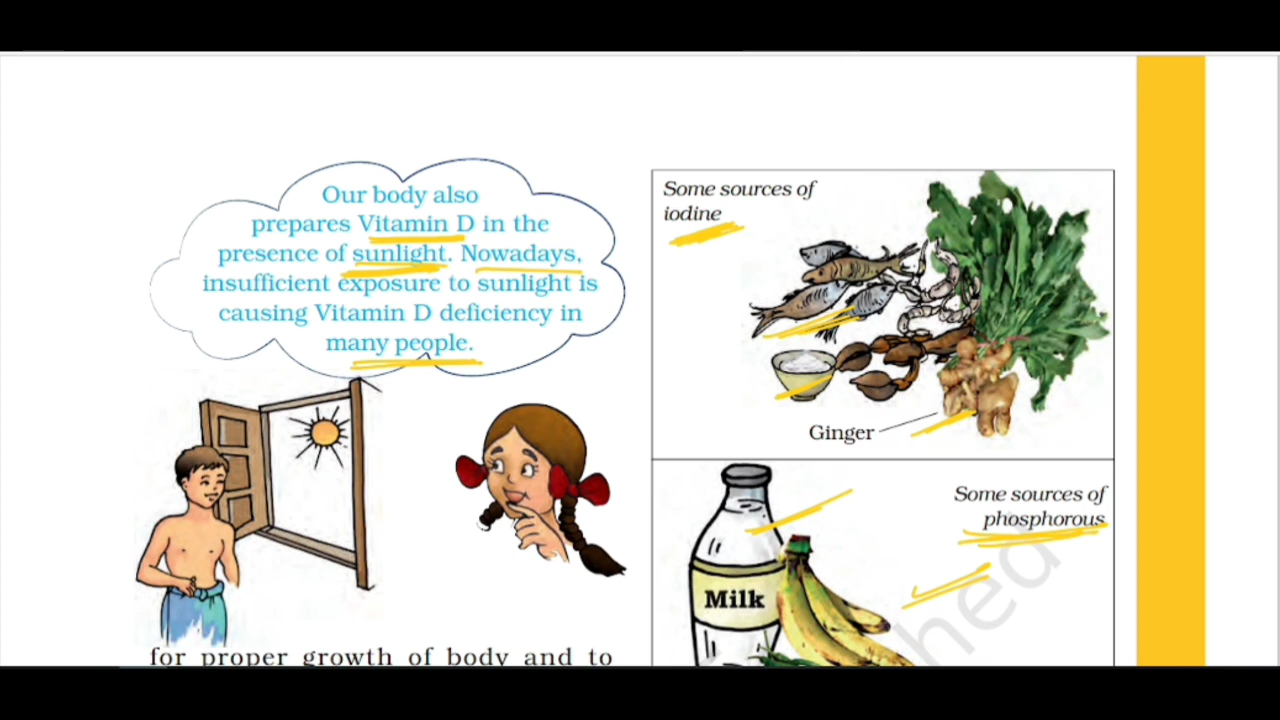 Our body also
prepares Vitamin D in the
presence of sunlight. Nowadays,
insufficient exposure to sunlight is
causing Vitamin D deficiency in
many people.
for proper growth of body and to
Some sources of
iodine
Ginger
Some sources of
phosphorous
Milk
hed